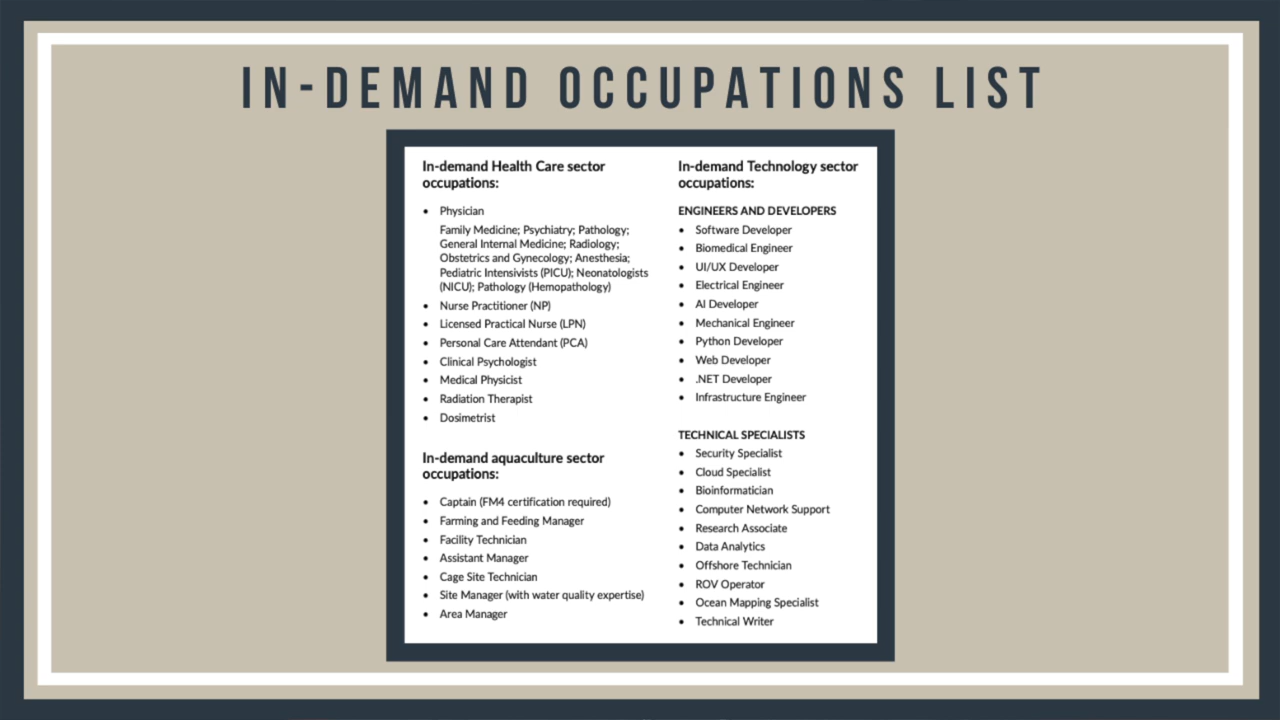 IN-DEMAND OCCUPATIONS LIST
In-demand Health Care sector
occupations:
• Physician
Family Medicine; Psychiatry; Pathology;
General Internal Medicine; Radiology;
Obstetrics and Gynecology; Anesthesia;
Pediatric Intensivists (PICU); Neonatologists
(NICU); Pathology (Hemopathology)
• Nurse Practitioner (NP)
• Licensed Practical Nurse (LPN)
• Personal Care Attendant (PCA)
• Clinical Psychologist
• Medical Physicist
• Radiation Therapist
• Dosimetrist
In-demand aquaculture sector
occupations:
• Captain (FM4 certification required)
• Farming and Feeding Manager
• Facility Technician
• Assistant Manager
• Cage Site Technician
• Site Manager (with water quality expertise)
• Area Manager
In-demand Technology sector
occupations:
ENGINEERS AND DEVELOPERS
• Software Developer
• Biomedical Engineer
• UI/UX Developer
• Electrical Engineer
• AI Developer
• Mechanical Engineer
• Python Developer
• Web Developer
• .NET Developer
• Infrastructure Engineer
TECHNICAL SPECIALISTS
• Security Specialist
• Cloud Specialist
• Bioinformatician
• Computer Network Support
• Research Associate
• Data Analytics
• Offshore Technician
• ROV Operator
• Ocean Mapping Specialist
• Technical Writer